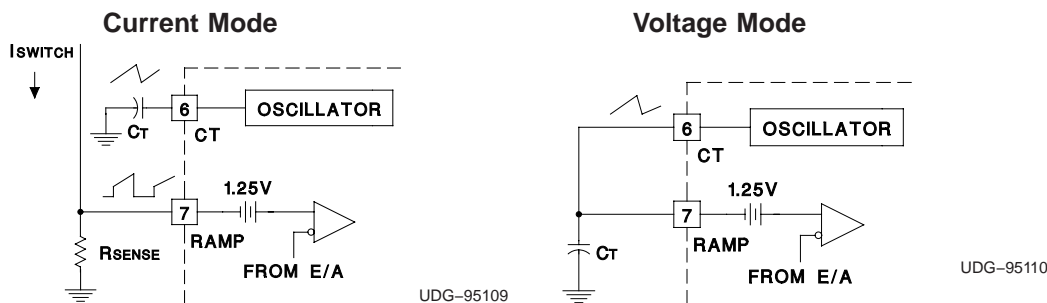 Current Mode
ISWITCH
6
OSCILLATOR
CT
CT
1.25V
7
RAMP
RSENSE
FROM E/A
UDG–95109
Voltage Mode
6
OSCILLATOR
CT
1.25V
7
RAMP
CT
FROM E/A
UDG–95110